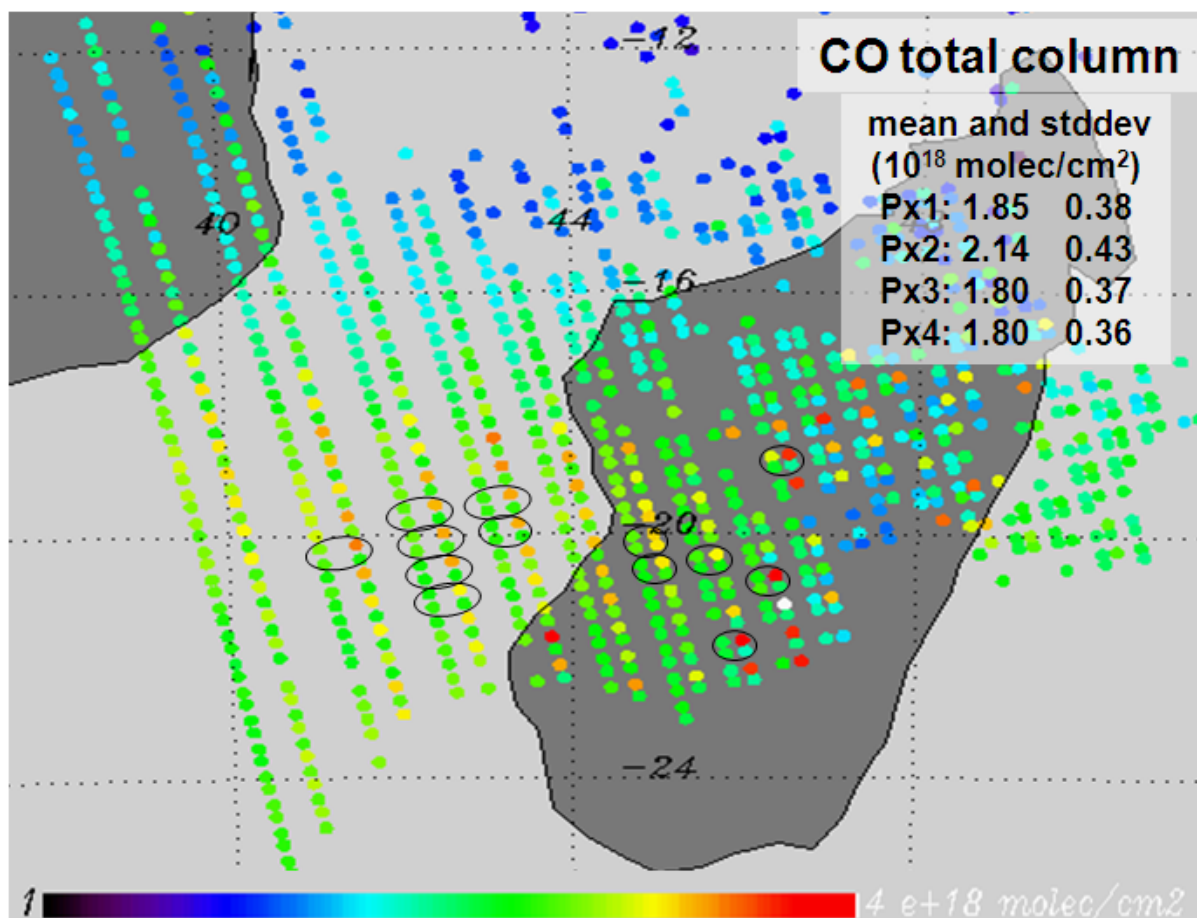 CO total column
mean and stddev
(10¹⁸ molec/cm²)
Px1: 1.85 0.38
Px2: 2.14 0.43
Px3: 1.80 0.37
Px4: 1.80 0.36
-12
40
44
-16
-20
-24
1
4 e+18 molec/cm2